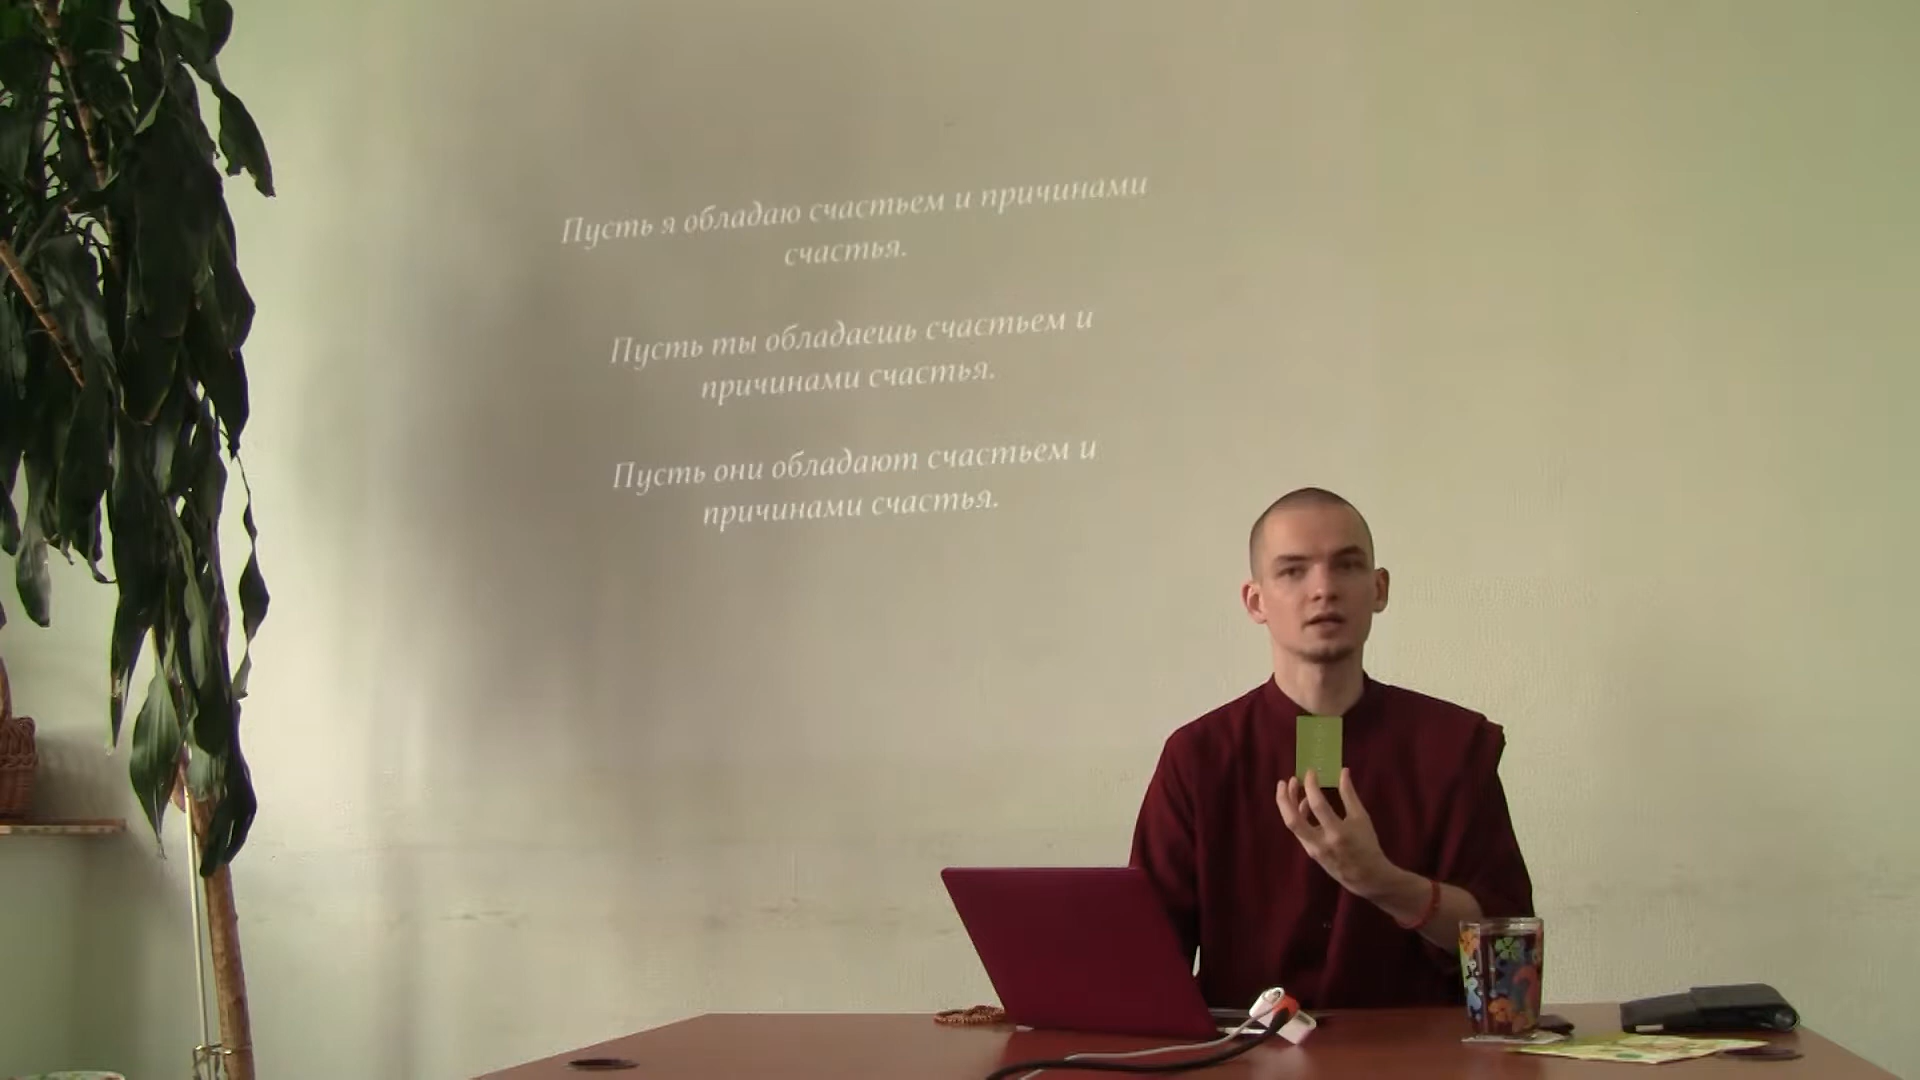 Пусть я обладаю счастьем и причинами
счастья.
Пусть ты обладаешь счастьем и
причинами счастья.
Пусть они обладают счастьем и
причинами счастья.